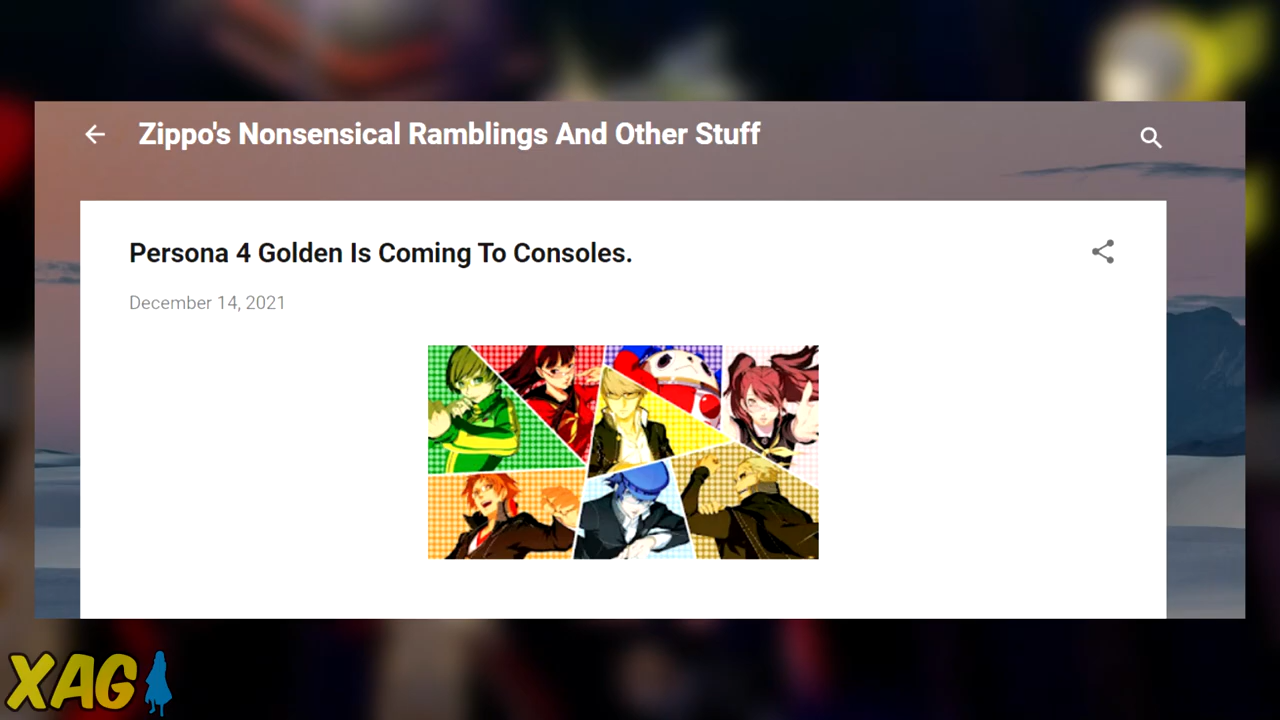 Zippo's Nonsensical Ramblings And Other Stuff
Persona 4 Golden Is Coming To Consoles.
December 14, 2021
XAG